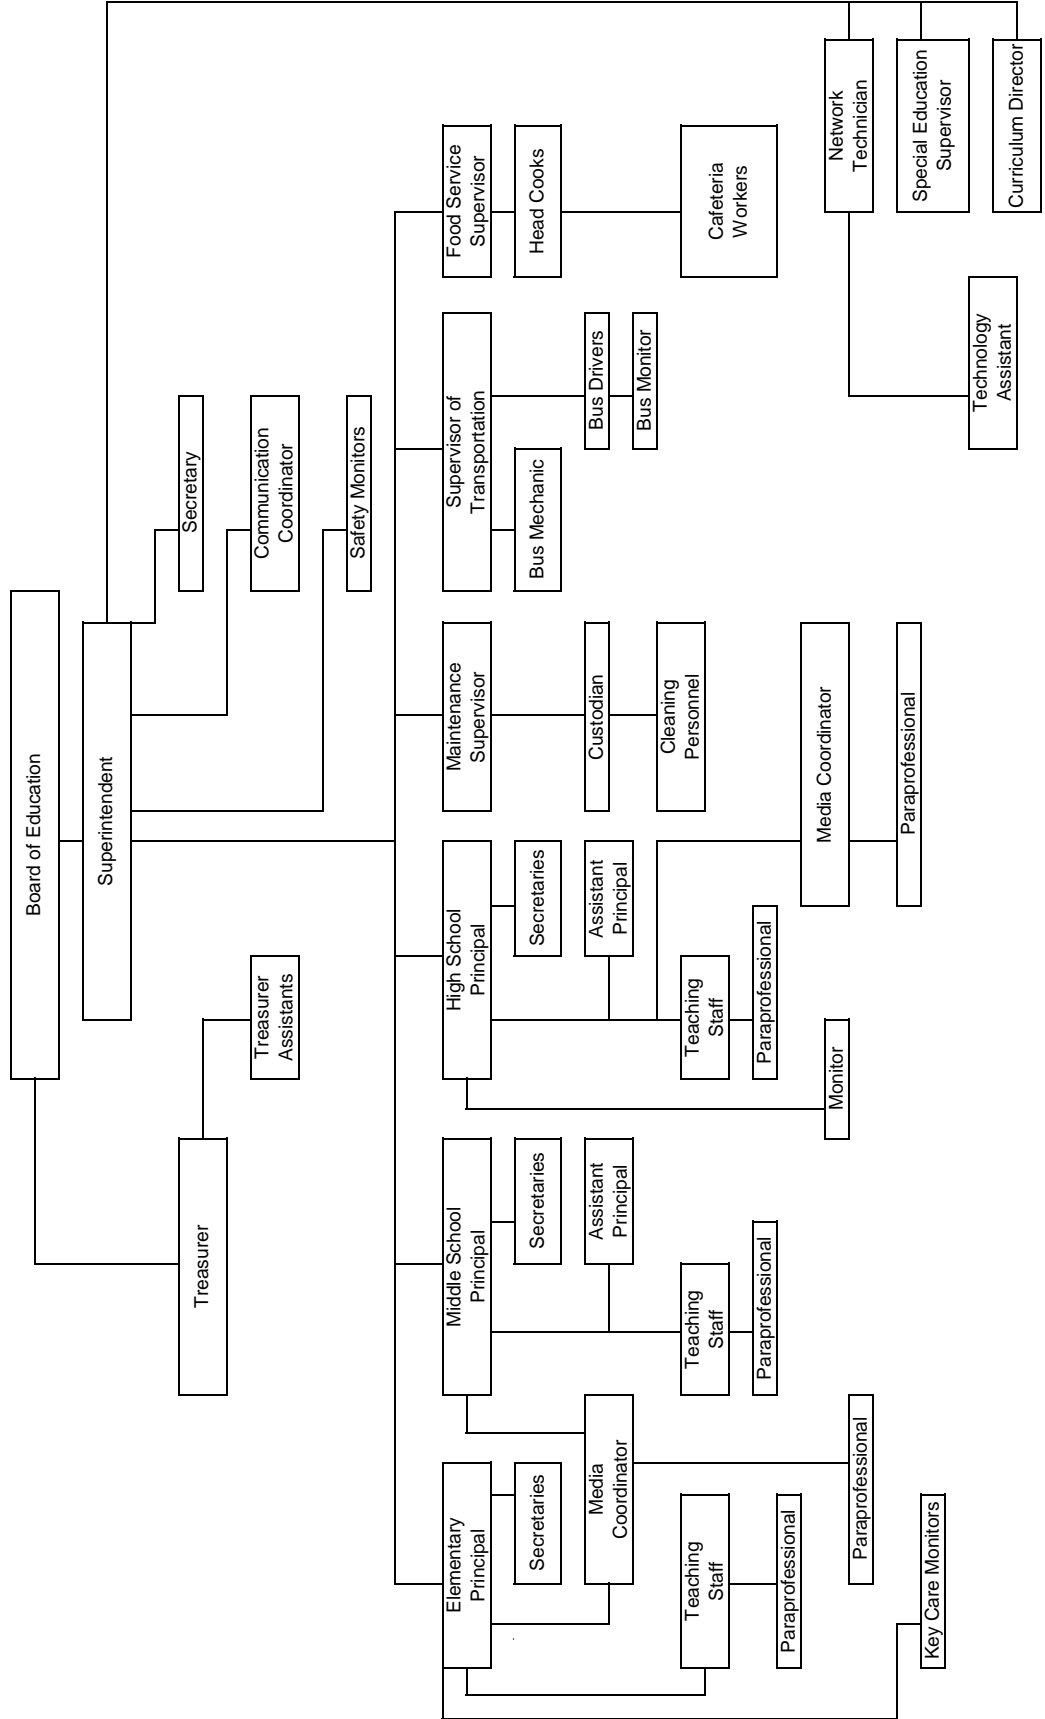 Board of Education
Treasurer
Superintendent
Treasurer
Assistants
Secretary
Communication
Coordinator
Safety Monitors
Elementary
Principal
Middle School
Principal
High School
Principal
Maintenance
Supervisor
Supervisor of
Transportation
Food Service
Supervisor
Secretaries
Secretaries
Secretaries
Bus Mechanic
Head Cooks
Media
Coordinator
Assistant
Principal
Assistant
Principal
Custodian
Bus Drivers
Bus Monitor
Teaching
Staff
Teaching
Staff
Teaching
Staff
Cleaning
Personnel
Cafeteria
Workers
Paraprofessional
Paraprofessional
Paraprofessional
Media Coordinator
Monitor
Network
Technician
Paraprofessional
Paraprofessional
Special Education
Supervisor
Key Care Monitors
Technology
Assistant
Curriculum Director